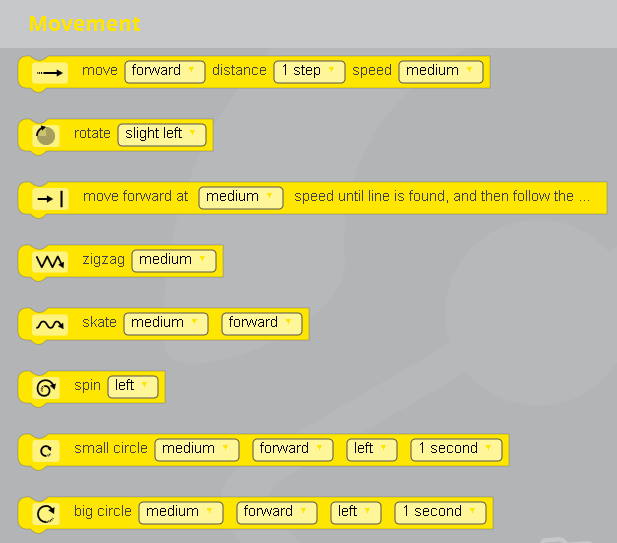 Movement
move forward distance 1 step speed medium
rotate slight left
move forward at medium speed until line is found, and then follow the ...
zigzag medium
skate medium forward
spin left
small circle medium forward left 1 second
big circle medium forward left 1 second